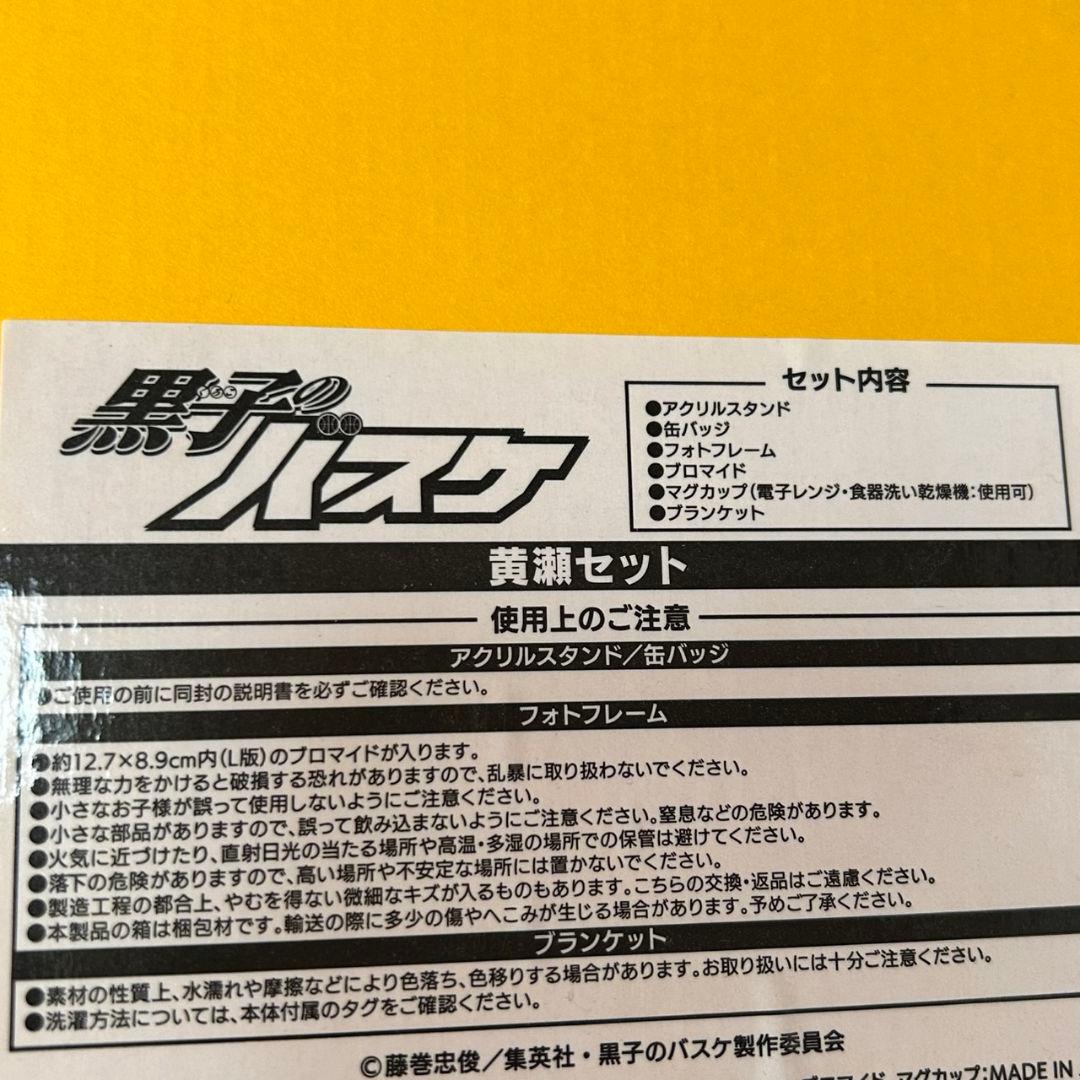 黒子の
バスケ
セット内容
●アクリルスタンド
●缶バッジ
●フォトフレーム
●ブロマイド
●マグカップ(電子レンジ・食器洗い乾燥機:使用可)
●ブランケット
黄瀬セット
使用上のご注意
アクリルスタンド/缶バッジ
●ご使用の前に同封の説明書を必ずご確認ください。
フォトフレーム
●約12.7×8.9cm内(L版)のブロマイドが入ります。
●無理な力をかけると破損する恐れがありますので、乱暴に取り扱わないでください。
●小さなお子様が誤って使用しないようにご注意ください。
●小さな部品がありますので、誤って飲み込まないようにご注意ください。窒息などの危険があります。
●火気に近づけたり、直射日光の当たる場所や高温・多湿の場所での保管は避けてください。
●落下の危険がありますので、高い場所や不安定な場所には置かないでください。
●製造工程の都合上、やむを得ない微細なキズが入るものもあります。こちらの交換・返品はご遠慮ください。
●本製品の箱は梱包材です。輸送の際に多少の傷やへこみが生じる場合があります。予めご了承ください。
ブランケット
●素材の性質上、水濡れや摩擦などにより色落ち、色移りする場合があります。お取り扱いには十分ご注意ください。
●洗濯方法については、本体付属のタグをご確認ください。
©藤巻忠俊/集英社・黒子のバスケ製作委員会
ブロマイド、マグカップ:MADE IN